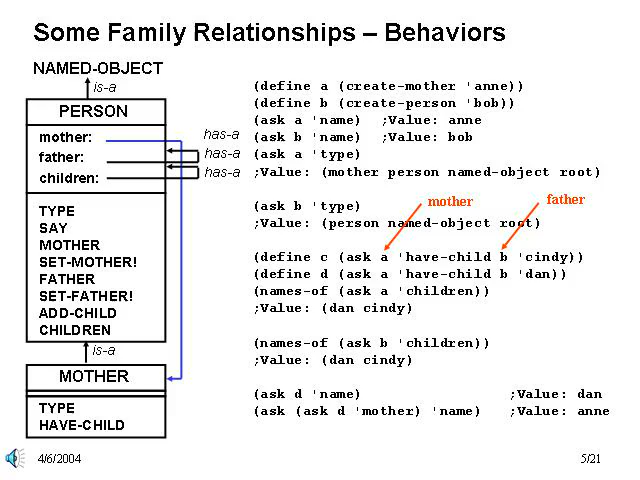 Some Family Relationships – Behaviors
NAMED-OBJECT
is-a
PERSON
mother:
father:
children:
has-a
has-a
has-a
TYPE
SAY
MOTHER
SET-MOTHER!
FATHER
SET-FATHER!
ADD-CHILD
CHILDREN
is-a
MOTHER
TYPE
HAVE-CHILD
(define a (create-mother 'anne))
(define b (create-person 'bob))
(ask a 'name) ;Value: anne
(ask b 'name) ;Value: bob
(ask a 'type)
;Value: (mother person named-object root)
mother
father
(ask b 'type)
;Value: (person named-object root)
(define c (ask a 'have-child b 'cindy))
(define d (ask a 'have-child b 'dan))
(names-of (ask a 'children))
;Value: (dan cindy)
(names-of (ask b 'children))
;Value: (dan cindy)
(ask d 'name) ;Value: dan
(ask (ask d 'mother) 'name) ;Value: anne
4/6/2004
5/21